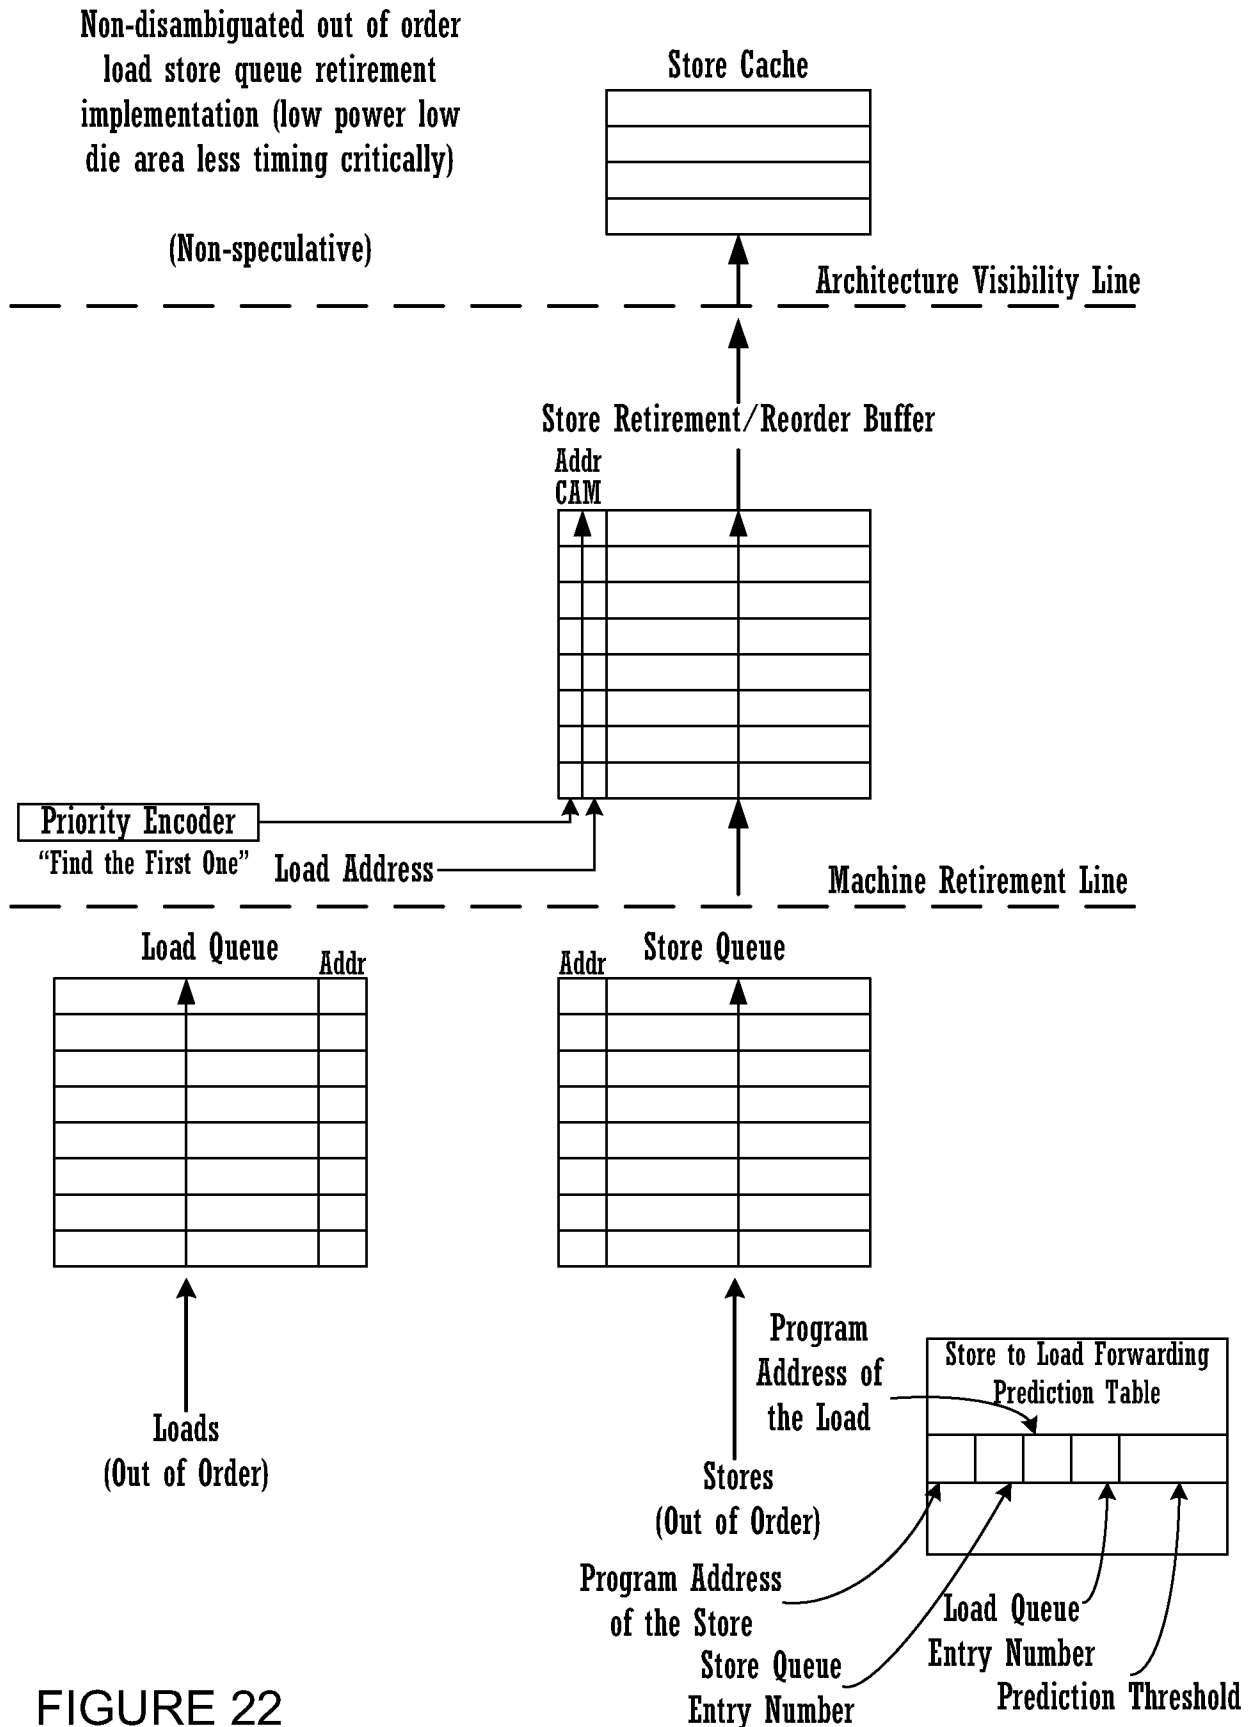 Non-disambiguated out of order
load store queue retirement
implementation (low power low
die area less timing critically)
(Non-speculative)
Store Cache
Architecture Visibility Line
Store Retirement/Reorder Buffer
Addr
CAM
Priority Encoder
“Find the First One”
Load Address
Machine Retirement Line
Load Queue
Addr
Addr
Store Queue
Loads
(Out of Order)
Stores
(Out of Order)
Program
Address of
the Load
Store to Load Forwarding
Prediction Table
Program Address
of the Store
Store Queue
Entry Number
Load Queue
Entry Number
Prediction Threshold
FIGURE 22